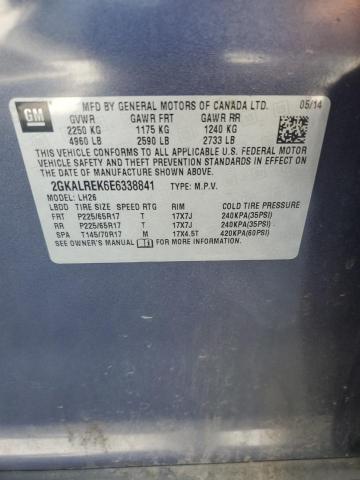 GM MFD BY GENERAL MOTORS OF CANADA LTD. 05/14
GVWR GAWR FRT GAWR RR
2250 KG 1175 KG 1240 KG
4960 LB 2590 LB 2733 LB
THIS VEHICLE CONFORMS TO ALL APPLICABLE U.S. FEDERAL MOTOR
VEHICLE SAFETY, BUMPER, AND THEFT PREVENTION STANDARDS IN
EFFECT ON THE DATE OF MANUFACTURE SHOWN ABOVE.
2GKALREK6E6338841 TYPE: M.P.V.
MODEL: LH26
LBDD TIRE SIZE SPEED RTG RIM COLD TIRE PRESSURE
FRT P225/65R17 T 17X7J 240KPA(35PSI)
RR P225/65R17 T 17X7J 240KPA(35PSI)
SPA T145/70R17 M 17X4.5T 420KPA(60PSI)
SEE OWNER'S MANUAL FOR MORE INFORMATION